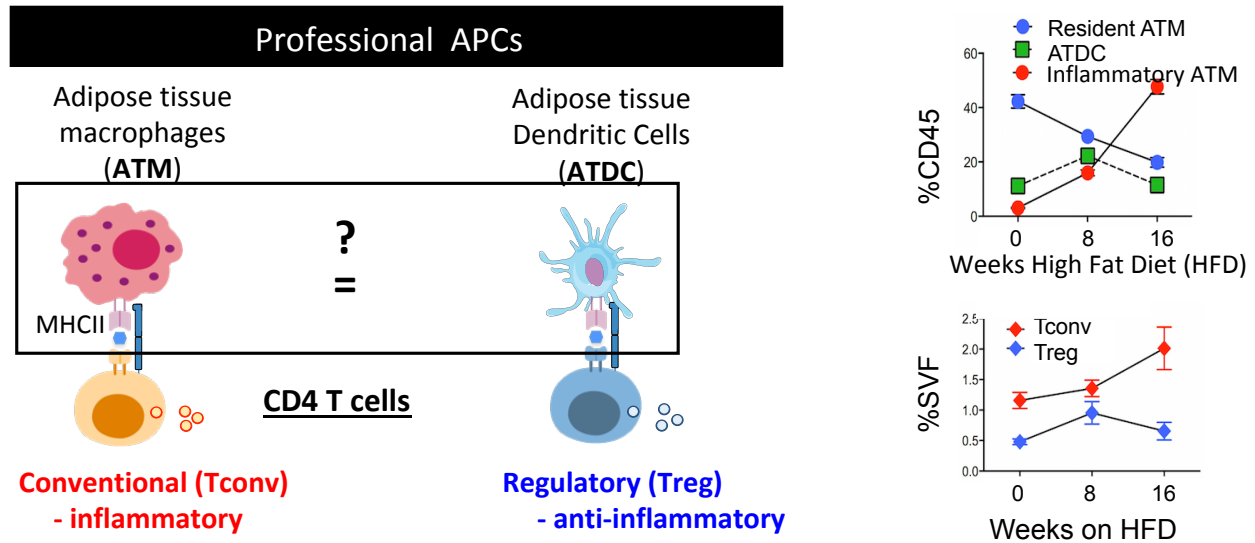 Professional APCs
Adipose tissue
macrophages
(ATM)
Adipose tissue
Dendritic Cells
(ATDC)
?
=
MHCII
CD4 T cells
Conventional (Tconv)
- inflammatory
Regulatory (Treg)
- anti-inflammatory
Resident ATM
ATDC
Inflammatory ATM
60
40
20
0
%CD45
0 8 16
Weeks High Fat Diet (HFD)
Tconv
Treg
2.5
2.0
1.5
1.0
0.5
0.0
%SVF
0 8 16
Weeks on HFD